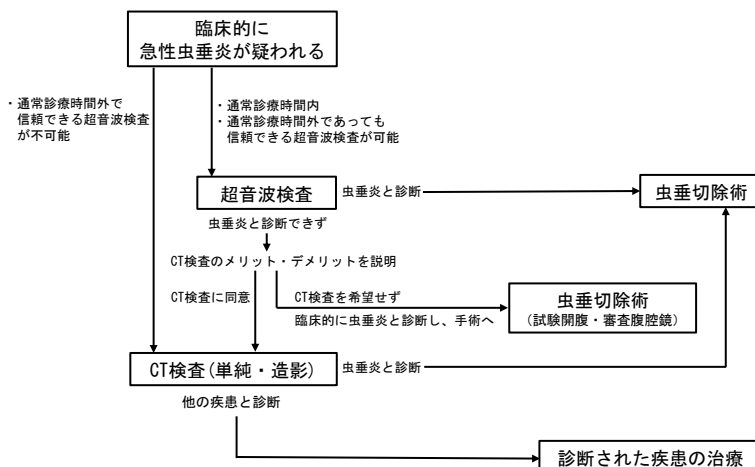 臨床的に
急性虫垂炎が疑われる
・通常診療時間外で
信頼できる超音波検査
が不可能
・通常診療時間内
・通常診療時間外であっても
信頼できる超音波検査が可能
超音波検査
虫垂炎と診断
虫垂切除術
虫垂炎と診断できず
CT検査のメリット・デメリットを説明
CT検査に同意
CT検査を希望せず
臨床的に虫垂炎と診断し、手術へ
虫垂切除術
(試験開腹・審査腹腔鏡)
CT検査(単純・造影)
虫垂炎と診断
他の疾患と診断
診断された疾患の治療